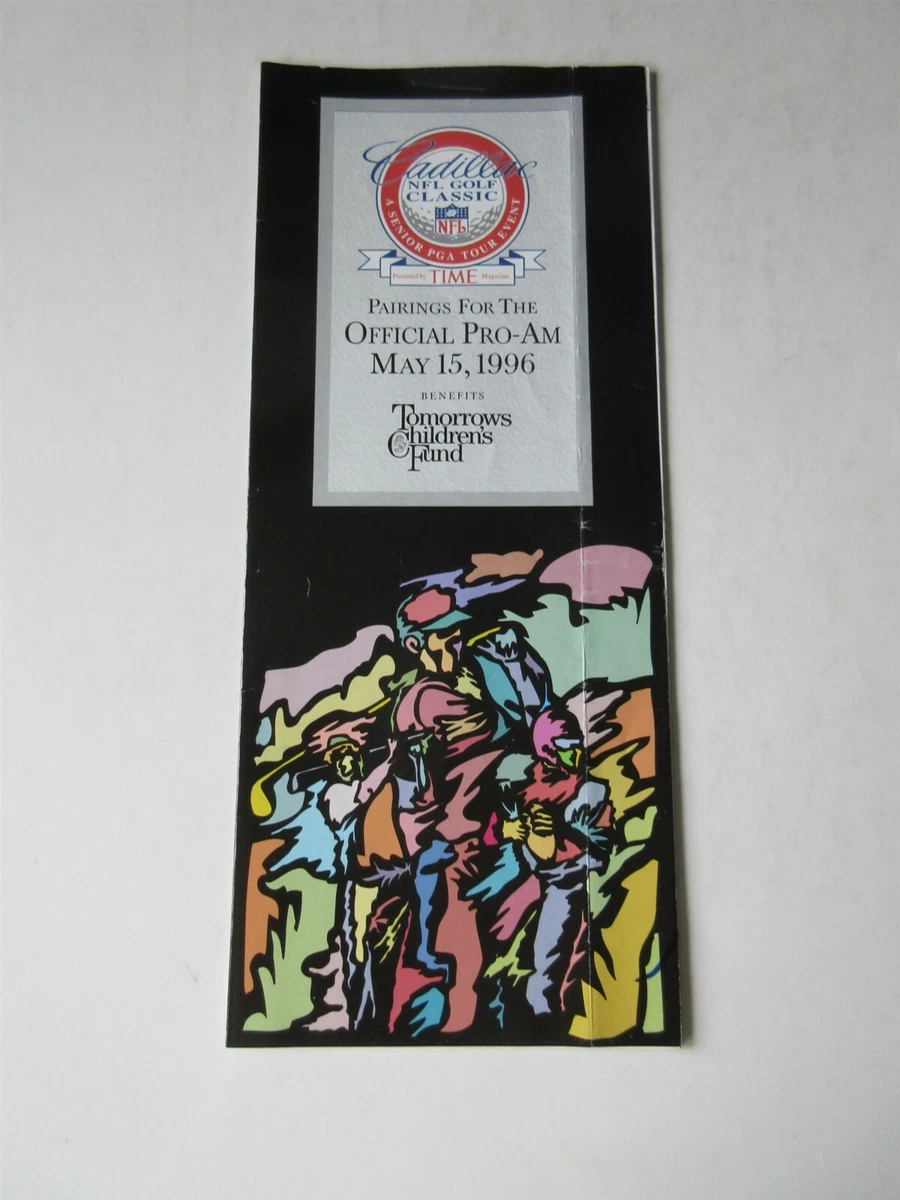 Cadillac
NFL GOLF
CLASSIC
NFL
A SENIOR PGA TOUR EVENT
Presented by TIME Magazine
PAIRINGS FOR THE
OFFICIAL PRO-AM
MAY 15, 1996
BENEFITS
Tomorrows
Children's
Fund